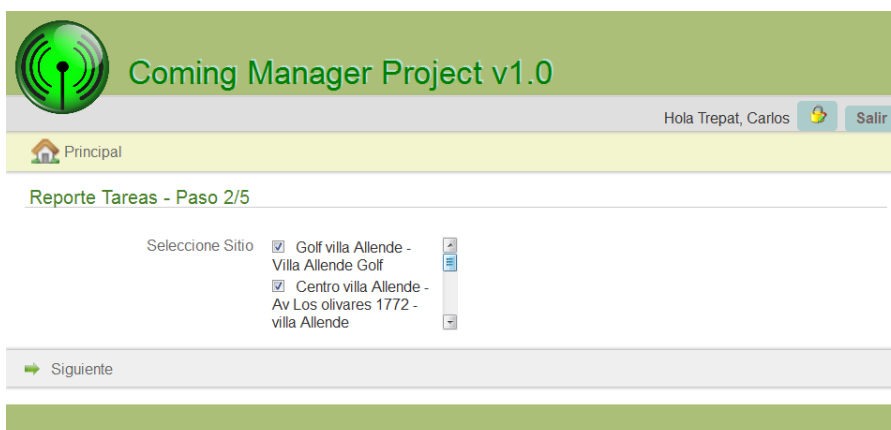 Coming Manager Project v1.0
Hola Trepat, Carlos Salir
Principal
Reporte Tareas - Paso 2/5
Seleccione Sitio Golf villa Allende -
Villa Allende Golf
Centro villa Allende -
Av Los olivares 1772 -
villa Allende
Siguiente